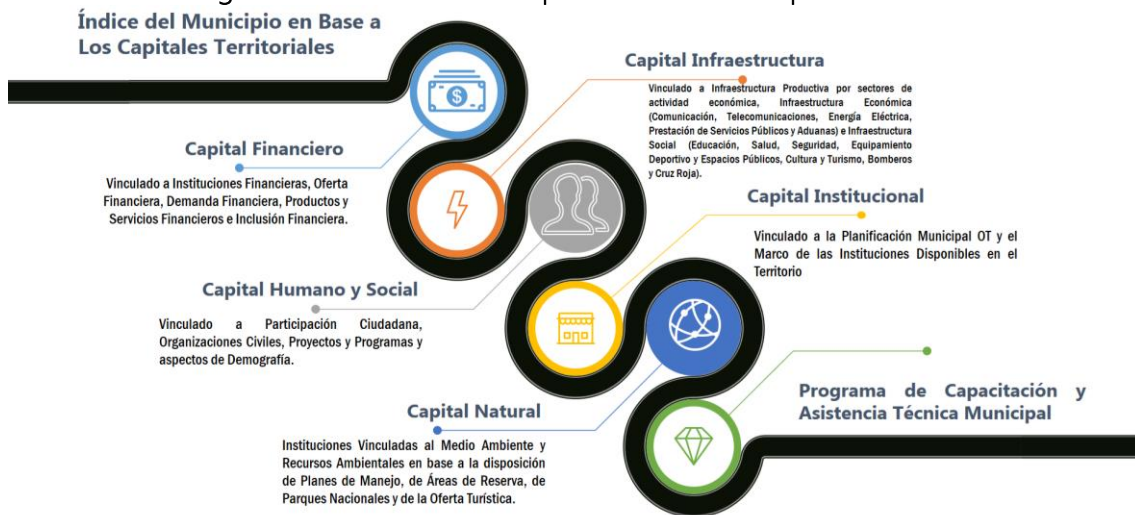 Índice del Municipio en Base a
Los Capitales Territoriales
Capital Infraestructura
Vinculado a Infraestructura Productiva por sectores de
actividad económica, Infraestructura Económica
(Comunicación, Telecomunicaciones, Energía Eléctrica,
Prestación de Servicios Públicos y Aduanas) e Infraestructura
Social (Educación, Salud, Seguridad, Equipamiento
Deportivo y Espacios Públicos, Cultura y Turismo, Bomberos
y Cruz Roja).
Capital Financiero
Vinculado a Instituciones Financieras, Oferta
Financiera, Demanda Financiera, Productos y
Servicios Financieros e Inclusión Financiera.
Capital Institucional
Vinculado a la Planificación Municipal OT y el
Marco de las Instituciones Disponibles en el
Territorio
Capital Humano y Social
Vinculado a Participación Ciudadana,
Organizaciones Civiles, Proyectos y Programas y
aspectos de Demografía.
Programa de Capacitación y
Asistencia Técnica Municipal
Capital Natural
Instituciones Vinculadas al Medio Ambiente y
Recursos Ambientales en base a la disposición
de Planes de Manejo, de Áreas de Reserva, de
Parques Nacionales y de la Oferta Turística.